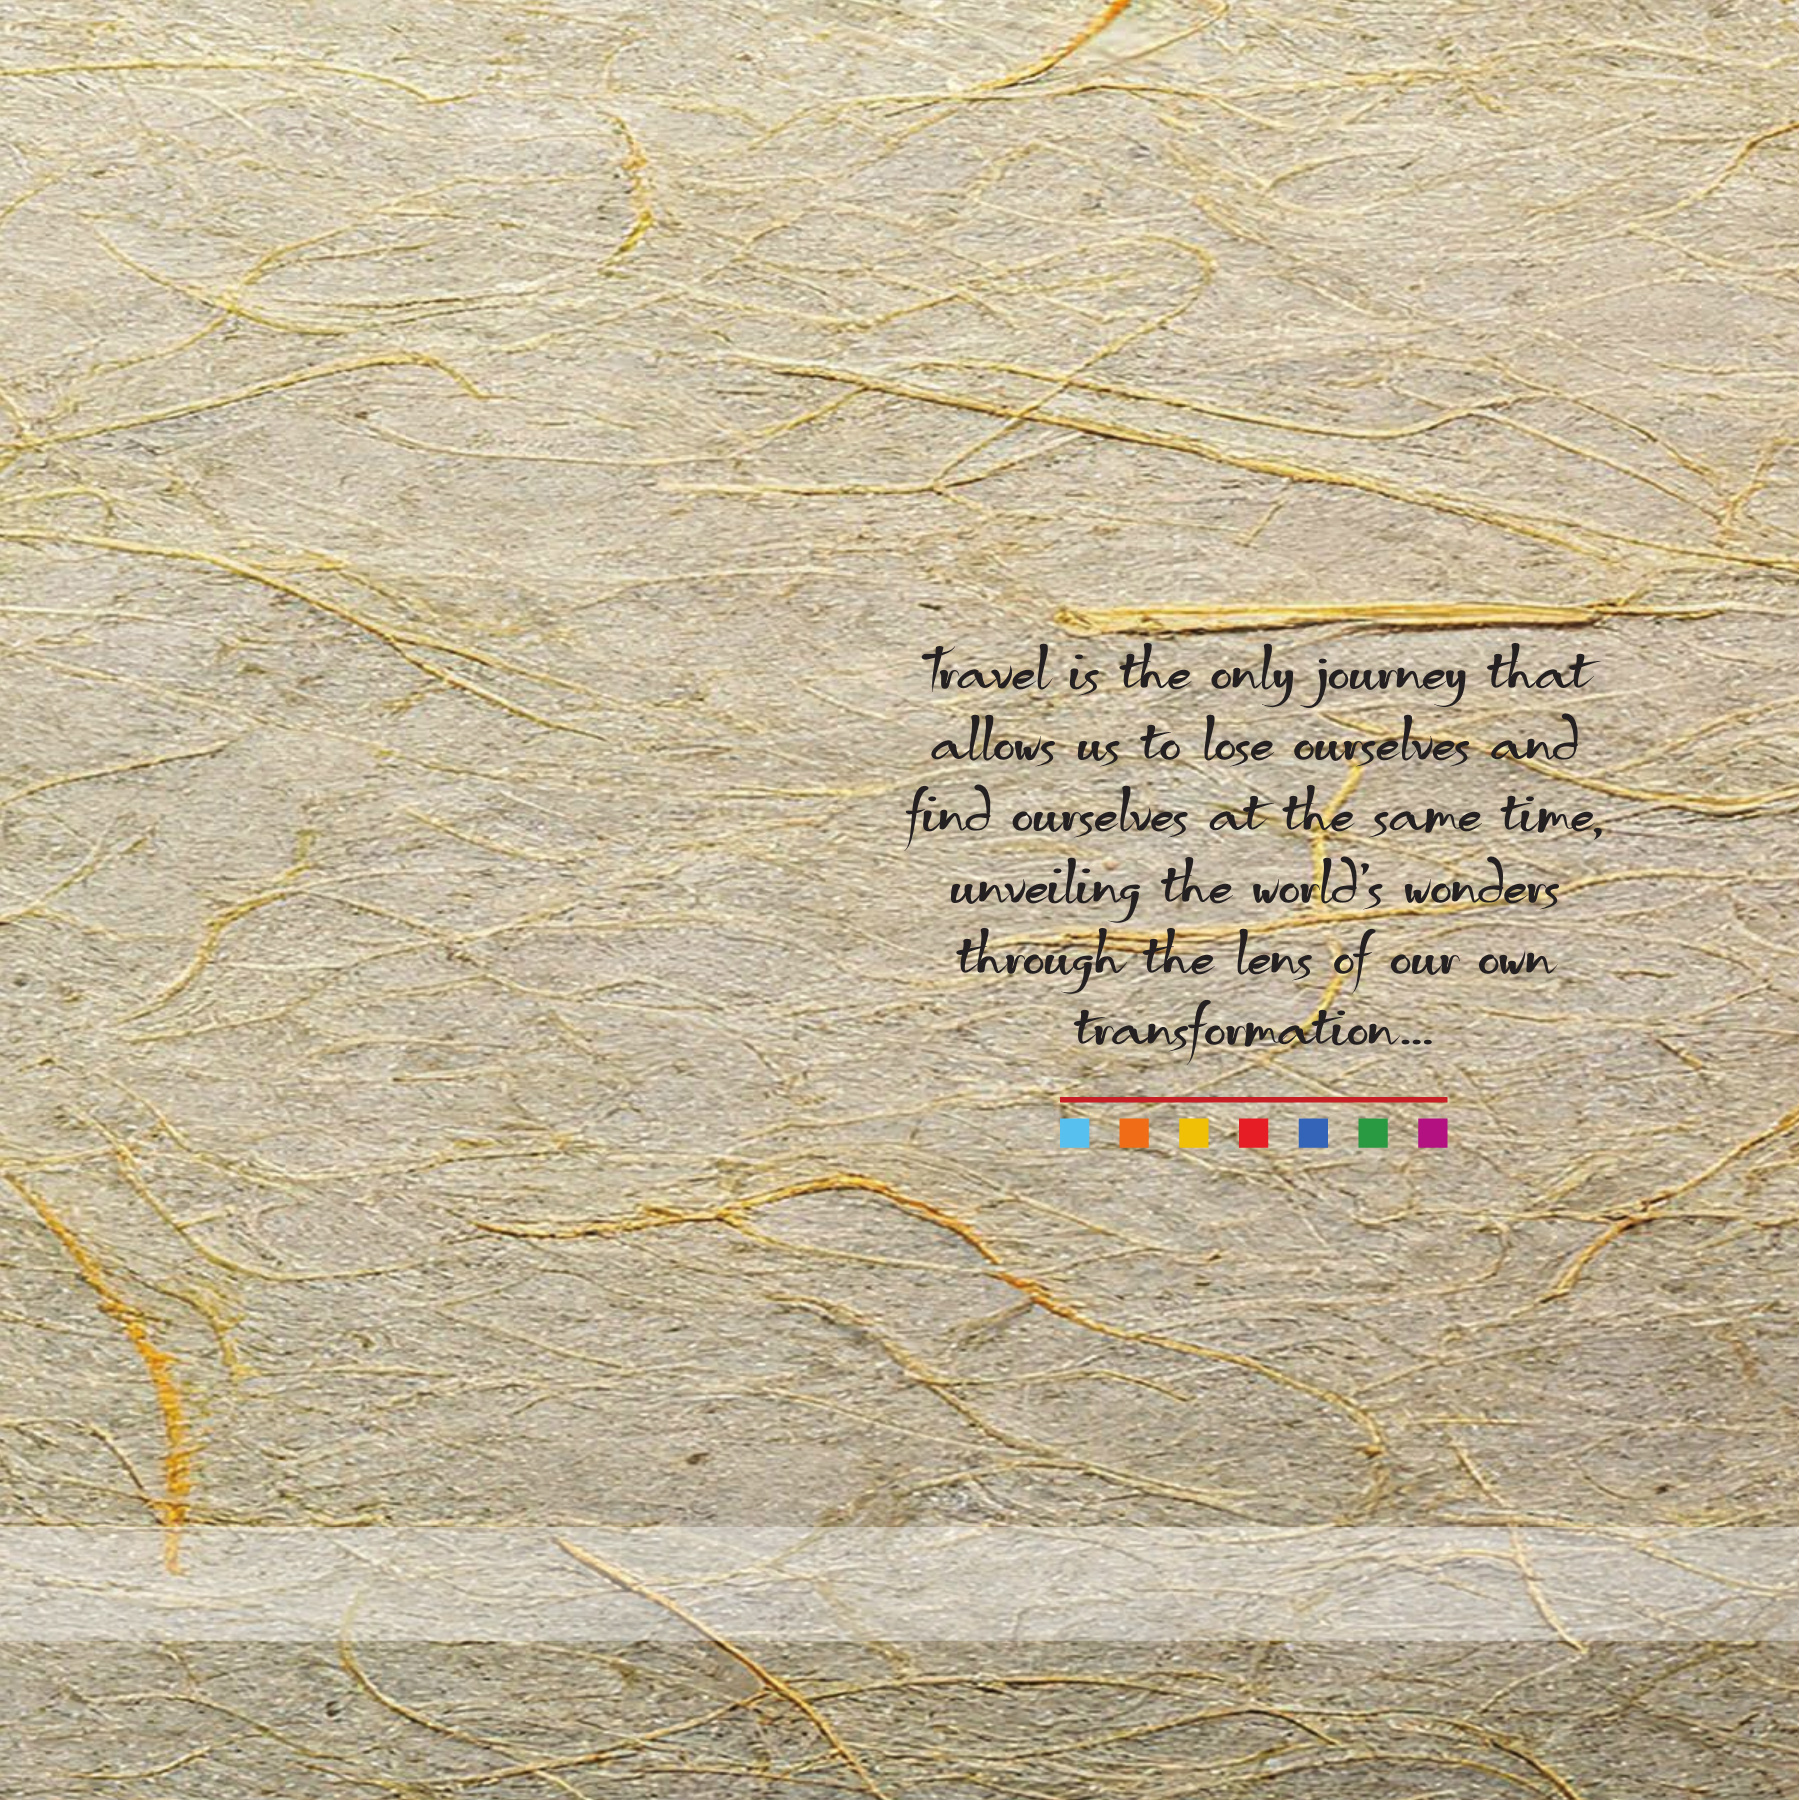 Travel is the only journey that
allows us to lose ourselves and
find ourselves at the same time,
unveiling the world's wonders
through the lens of our own
transformation...